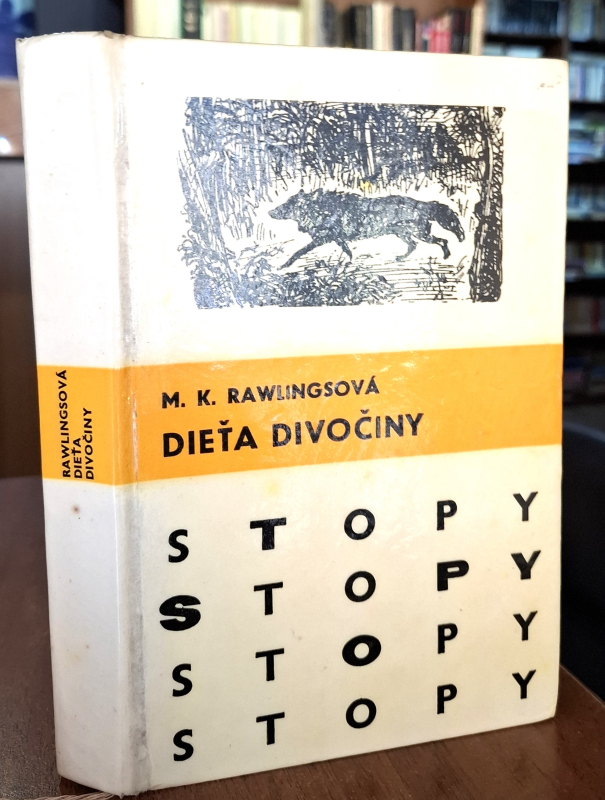 RAWLINGSOVÁ
DIEŤA
DIVOČINY
M. K. RAWLINGSOVÁ
DIEŤA DIVOČINY
S T O P Y
S T O P Y
S T O P Y
S T O P Y